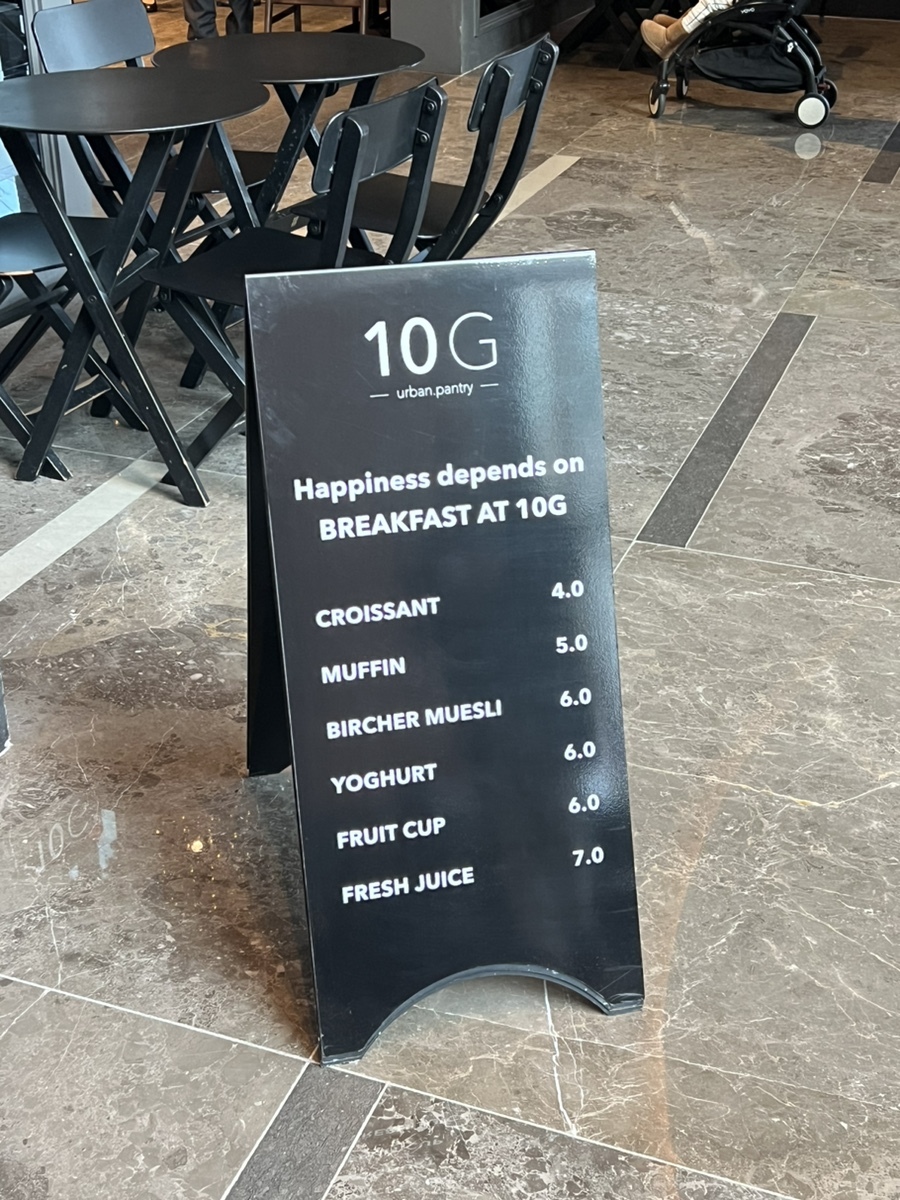 10G
urban.pantry
Happiness depends on
BREAKFAST AT 10G
CROISSANT 4.0
MUFFIN 5.0
BIRCHER MUESLI 6.0
YOGHURT 6.0
FRUIT CUP 6.0
FRESH JUICE 7.0